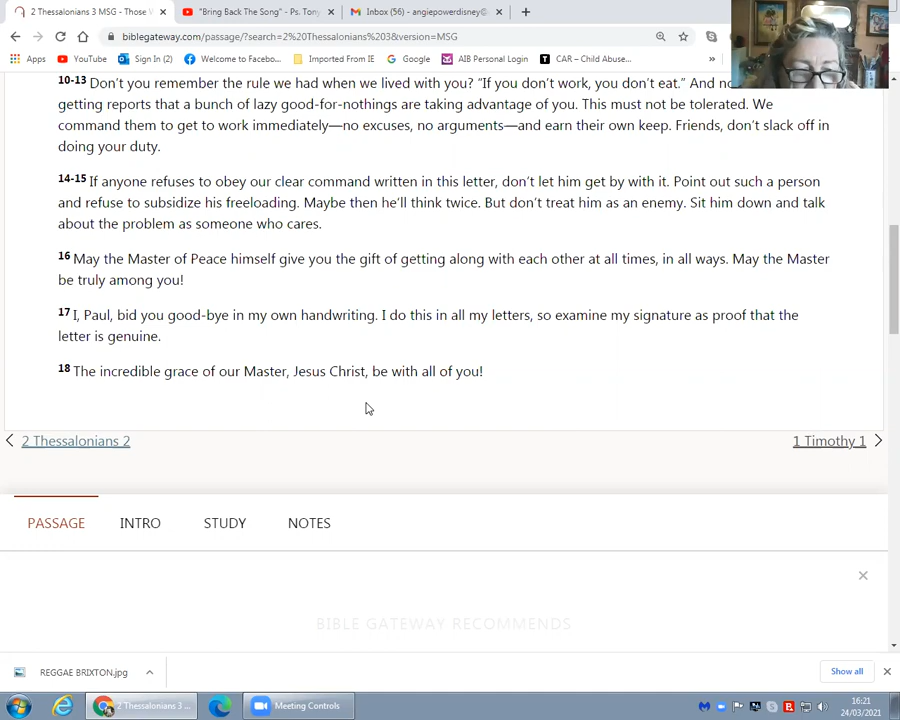 2 Thessalonians 3 MSG - Those
"Bring Back The Song" - Ps. Tony
Inbox (56) - angiepowerdisney@
biblegateway.com/passage/?search=2%20Thessalonians%203&version=MSG
Apps YouTube Sign In (2) Welcome to Facebo... Imported From IE Google AIB Personal Login CAR – Child Abuse... »
10-13 Don't you remember the rule we had when we lived with you? "If you don't work, you don't eat." And
getting reports that a bunch of lazy good-for-nothings are taking advantage of you. This must not be tolerated. We
command them to get to work immediately—no excuses, no arguments—and earn their own keep. Friends, don't slack off in
doing your duty.
14-15 If anyone refuses to obey our clear command written in this letter, don't let him get by with it. Point out such a person
and refuse to subsidize his freeloading. Maybe then he'll think twice. But don't treat him as an enemy. Sit him down and talk
about the problem as someone who cares.
16 May the Master of Peace himself give you the gift of getting along with each other at all times, in all ways. May the Master
be truly among you!
17 I, Paul, bid you good-bye in my own handwriting. I do this in all my letters, so examine my signature as proof that the
letter is genuine.
18 The incredible grace of our Master, Jesus Christ, be with all of you!
2 Thessalonians 2
1 Timothy 1
PASSAGE INTRO STUDY NOTES
BIBLE GATEWAY RECOMMENDS
REGGAE BRIXTON.jpg
Show all
2 Thessalonians 3 ...
Meeting Controls
16:21
24/03/2021